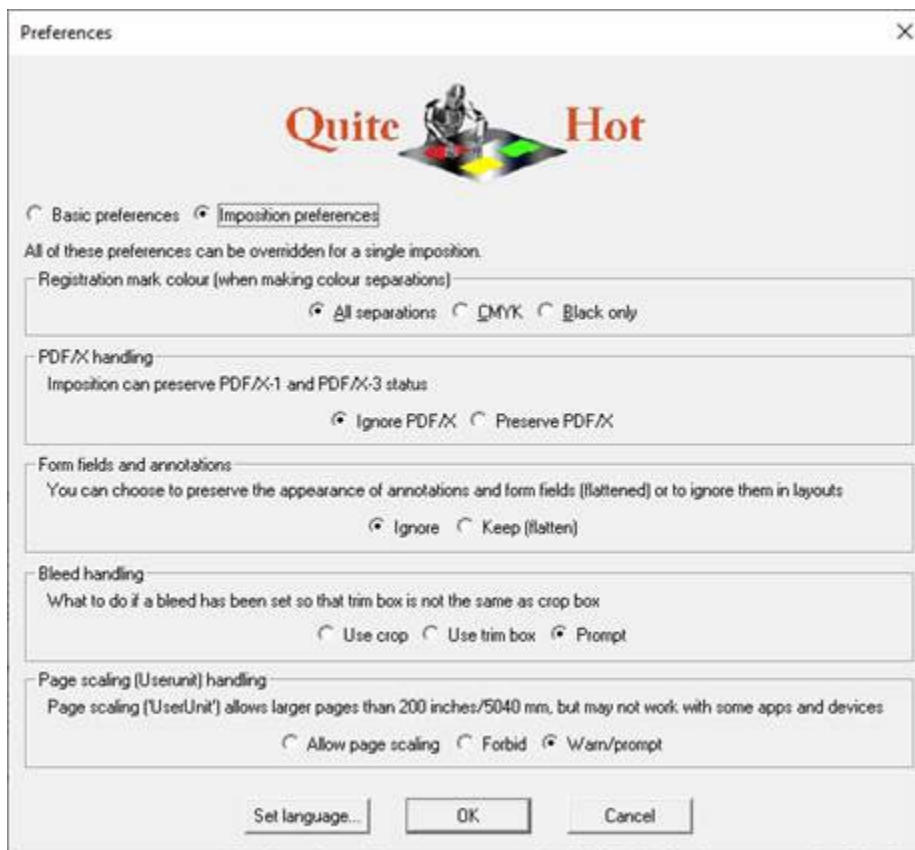 Preferences
Quite Hot
Basic preferences Imposition preferences
All of these preferences can be overridden for a single imposition.
Registration mark colour (when making colour separations)
All separations CMYK Black only
PDF/X handling
Imposition can preserve PDF/X-1 and PDF/X-3 status
Ignore PDF/X Preserve PDF/X
Form fields and annotations
You can choose to preserve the appearance of annotations and form fields (flattened) or to ignore them in layouts
Ignore Keep (flatten)
Bleed handling
What to do if a bleed has been set so that trim box is not the same as crop box
Use crop Use trim box Prompt
Page scaling (Userunit) handling
Page scaling ('UserUnit') allows larger pages than 200 inches/5040 mm, but may not work with some apps and devices
Allow page scaling Forbid Warn/prompt
Set language... OK Cancel